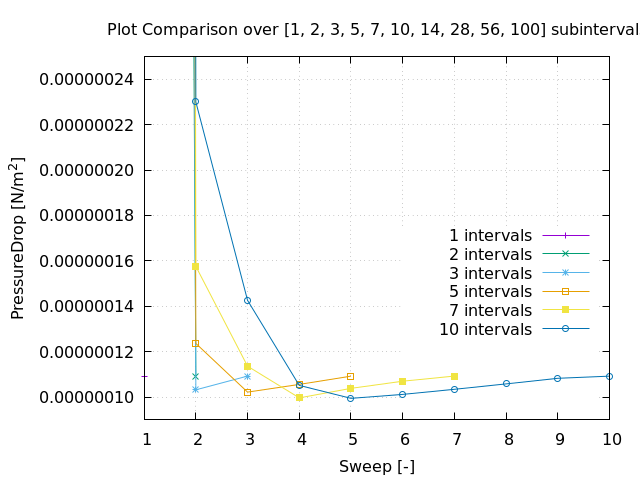 Plot Comparison over [1, 2, 3, 5, 7, 10, 14, 28, 56, 100] subinterval
0.00000024
0.00000022
0.00000020
0.00000018
0.00000016
0.00000014
0.00000012
0.00000010
PressureDrop [N/m²]
1 intervals
2 intervals
3 intervals
5 intervals
7 intervals
10 intervals
1 2 3 4 5 6 7 8 9 10
Sweep [-]